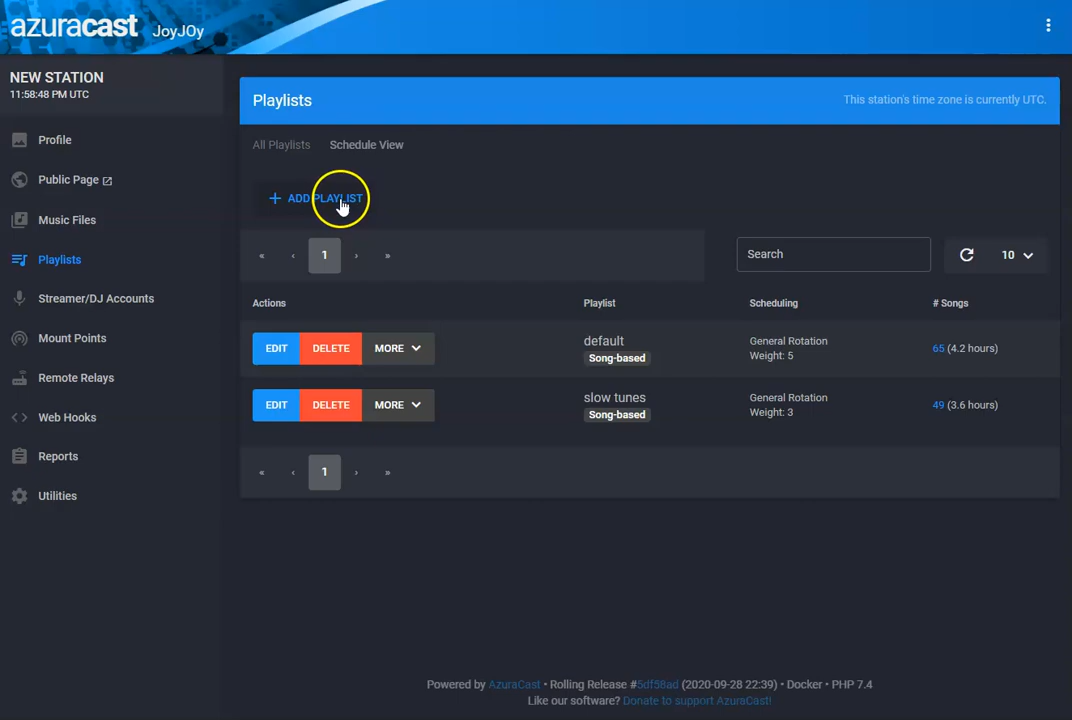 azuracast JoyJOy
NEW STATION
11:58:48 PM UTC
Profile
Public Page
Music Files
Playlists
Streamer/DJ Accounts
Mount Points
Remote Relays
Web Hooks
Reports
Utilities
Playlists
This station's time zone is currently UTC.
All Playlists Schedule View
+ ADD PLAYLIST
« ‹ 1 › »
Search
10
Actions Playlist Scheduling # Songs
EDIT DELETE MORE default General Rotation 65 (4.2 hours)
Song-based Weight: 5
EDIT DELETE MORE slow tunes General Rotation 49 (3.6 hours)
Song-based Weight: 3
« ‹ 1 › »
Powered by AzuraCast • Rolling Release #5df58ad (2020-09-28 22:39) • Docker • PHP 7.4
Like our software? Donate to support AzuraCast!